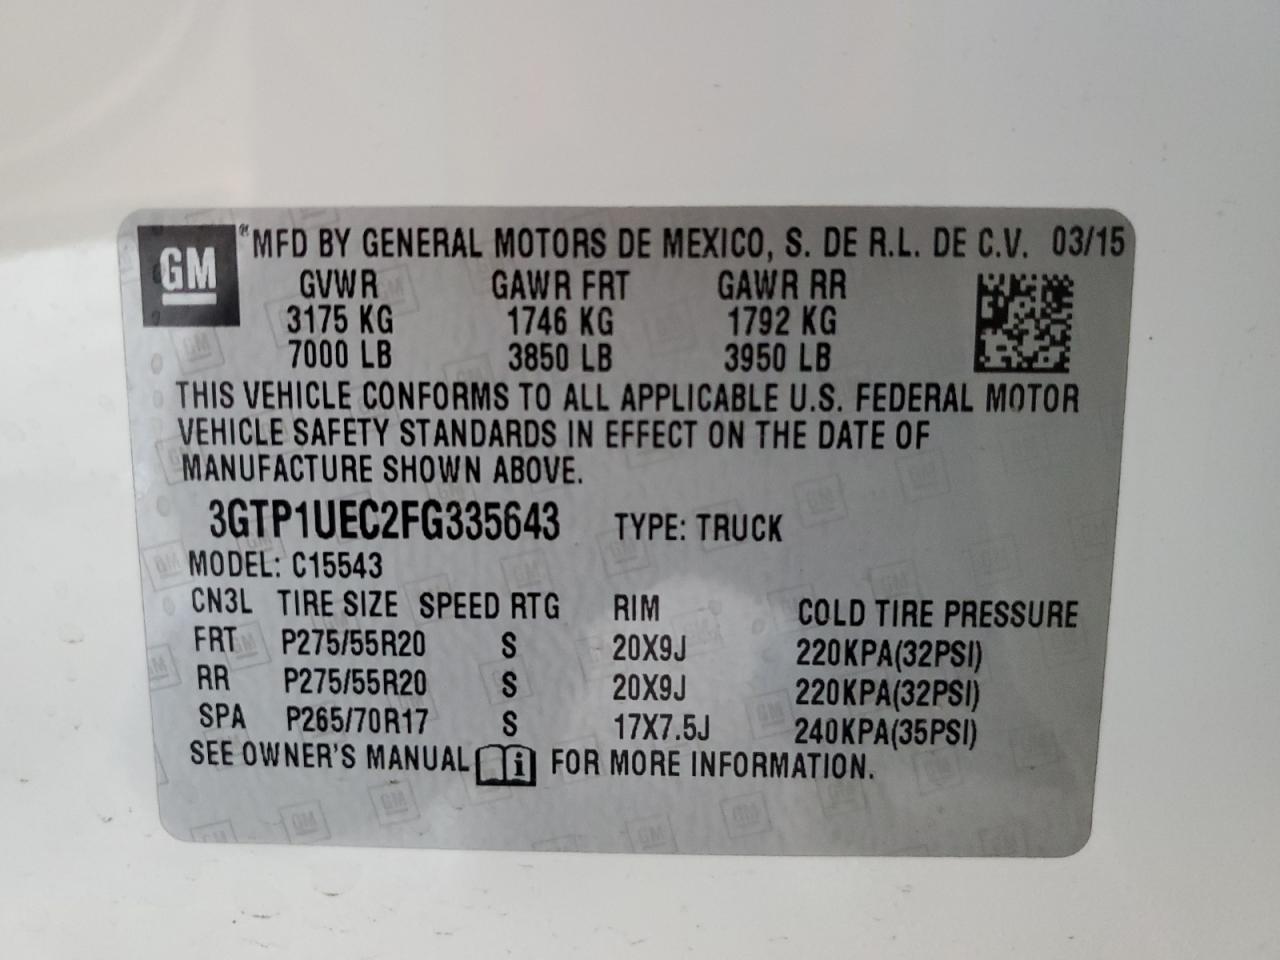 GM ® MFD BY GENERAL MOTORS DE MEXICO, S. DE R.L. DE C.V. 03/15
GVWR GAWR FRT GAWR RR
3175 KG 1746 KG 1792 KG
7000 LB 3850 LB 3950 LB
THIS VEHICLE CONFORMS TO ALL APPLICABLE U.S. FEDERAL MOTOR
VEHICLE SAFETY STANDARDS IN EFFECT ON THE DATE OF
MANUFACTURE SHOWN ABOVE.
3GTP1UEC2FG335643 TYPE: TRUCK
MODEL: C15543
CN3L TIRE SIZE SPEED RTG RIM COLD TIRE PRESSURE
FRT P275/55R20 S 20X9J 220KPA(32PSI)
RR P275/55R20 S 20X9J 220KPA(32PSI)
SPA P265/70R17 S 17X7.5J 240KPA(35PSI)
SEE OWNER'S MANUAL i FOR MORE INFORMATION.